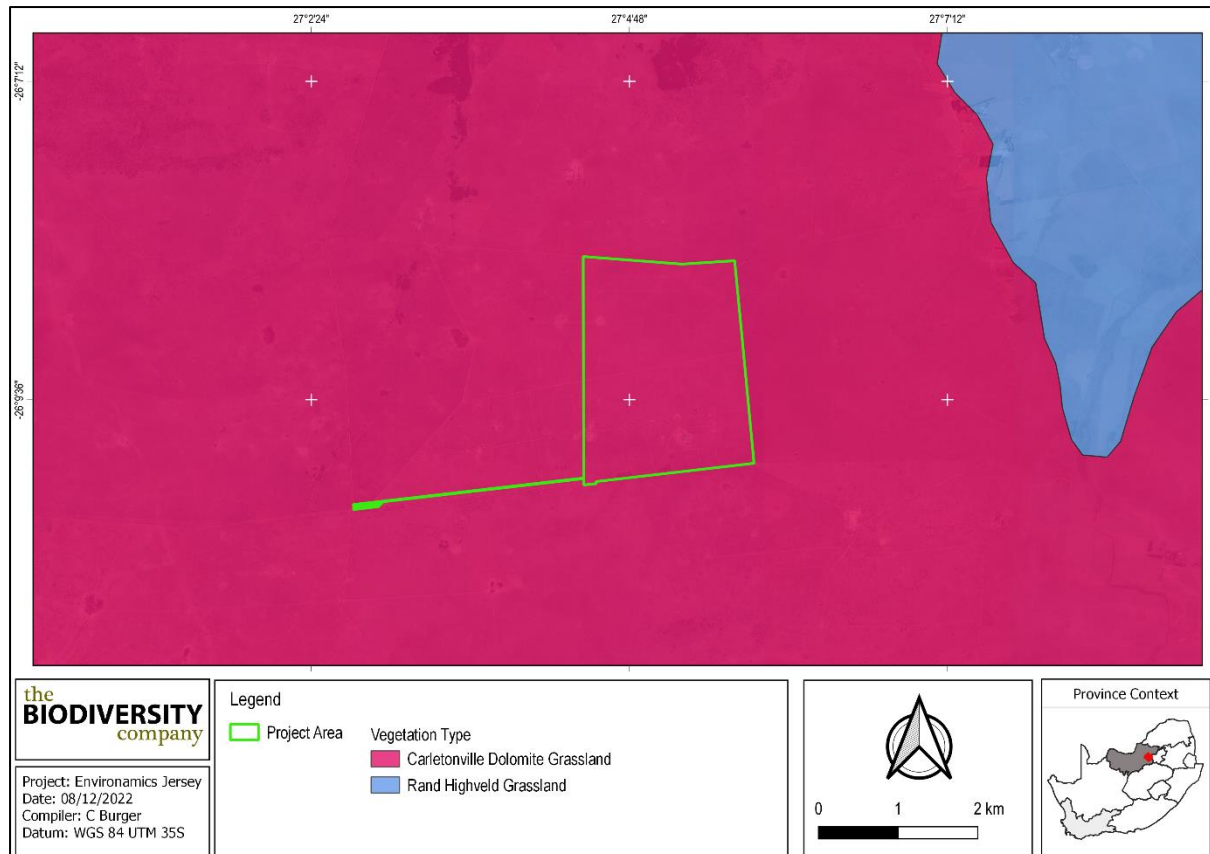 27°2'24"
27°4'48"
27°7'12"
-26°7'12"
-26°9'36"
the
BIODIVERSITY
company
Project: Environamics Jersey
Date: 08/12/2022
Compiler: C Burger
Datum: WGS 84 UTM 35S
Legend
Project Area
Vegetation Type
Carletonville Dolomite Grassland
Rand Highveld Grassland
0 1 2 km
Province Context